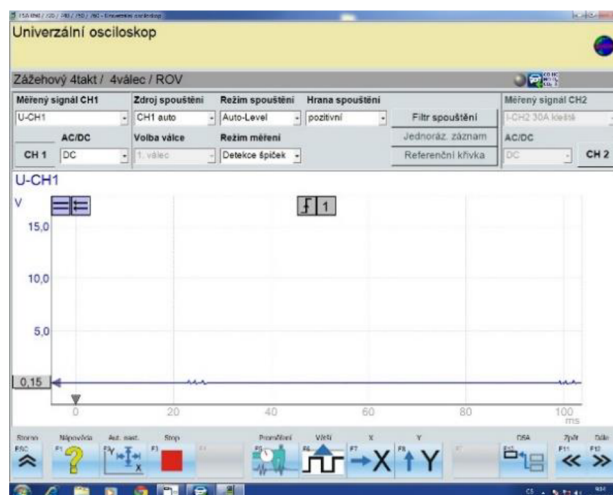 Univerzální osciloskop
Zážehový 4takt / 4válec / ROV
Měřený signál CH1 Zdroj spouštění Režim spouštění Hrana spouštění Měřený signál CH2
U-CH1 CH1 auto Auto-Level pozitivní Filtr spouštění I-CH2 30A kleště
AC/DC Volba válce Režim měření Jednoráz. záznam AC/DC
CH 1 DC 1. válec Detekce špiček Referenční křivka DC CH 2
U-CH1
V
1
15,0
10,0
5,0
0,15
0 20 40 60 80 100
ms
Storno Nápověda Aut. nast. Stop Proměření Větší X Y DSA Zpět Dále
ESC F1 F2 F3 F5 F6 F7 F8 F10 F11 F12
? Y X X Y
CS